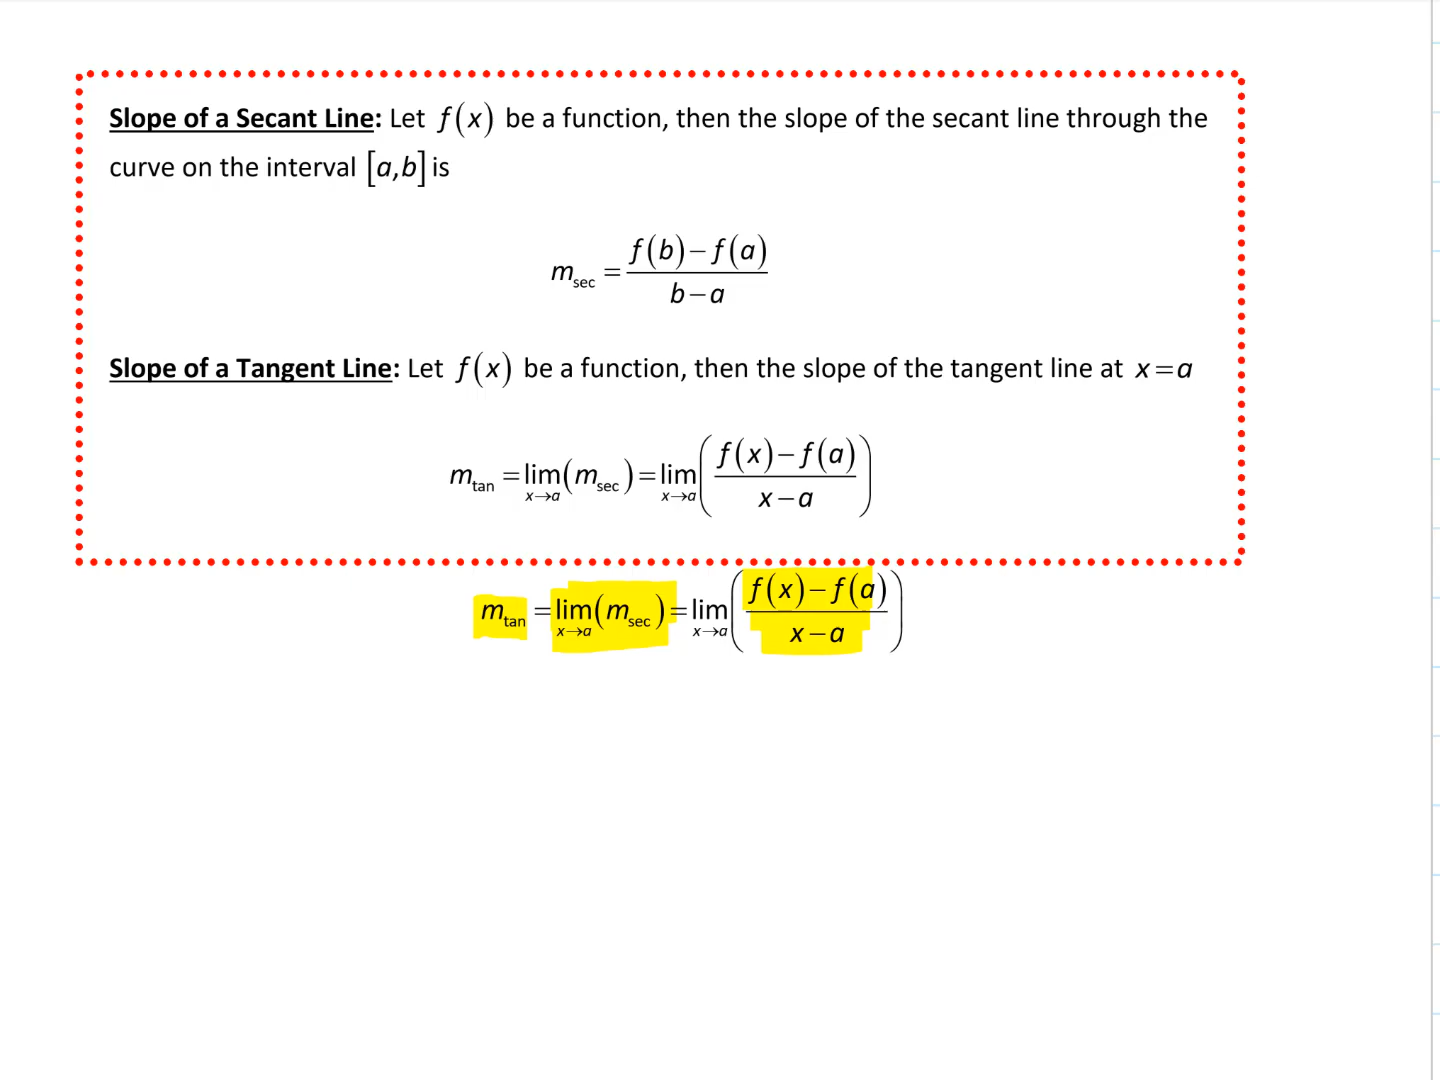 Slope of a Secant Line: Let f(x) be a function, then the slope of the secant line through the
curve on the interval [a,b] is
m_sec = (f(b)−f(a))/(b−a)
Slope of a Tangent Line: Let f(x) be a function, then the slope of the tangent line at x=a
m_tan = lim_{x→a}(m_sec) = lim_{x→a}((f(x)−f(a))/(x−a))
m_tan = lim_{x→a}(m_sec) = lim_{x→a}((f(x)−f(a))/(x−a))